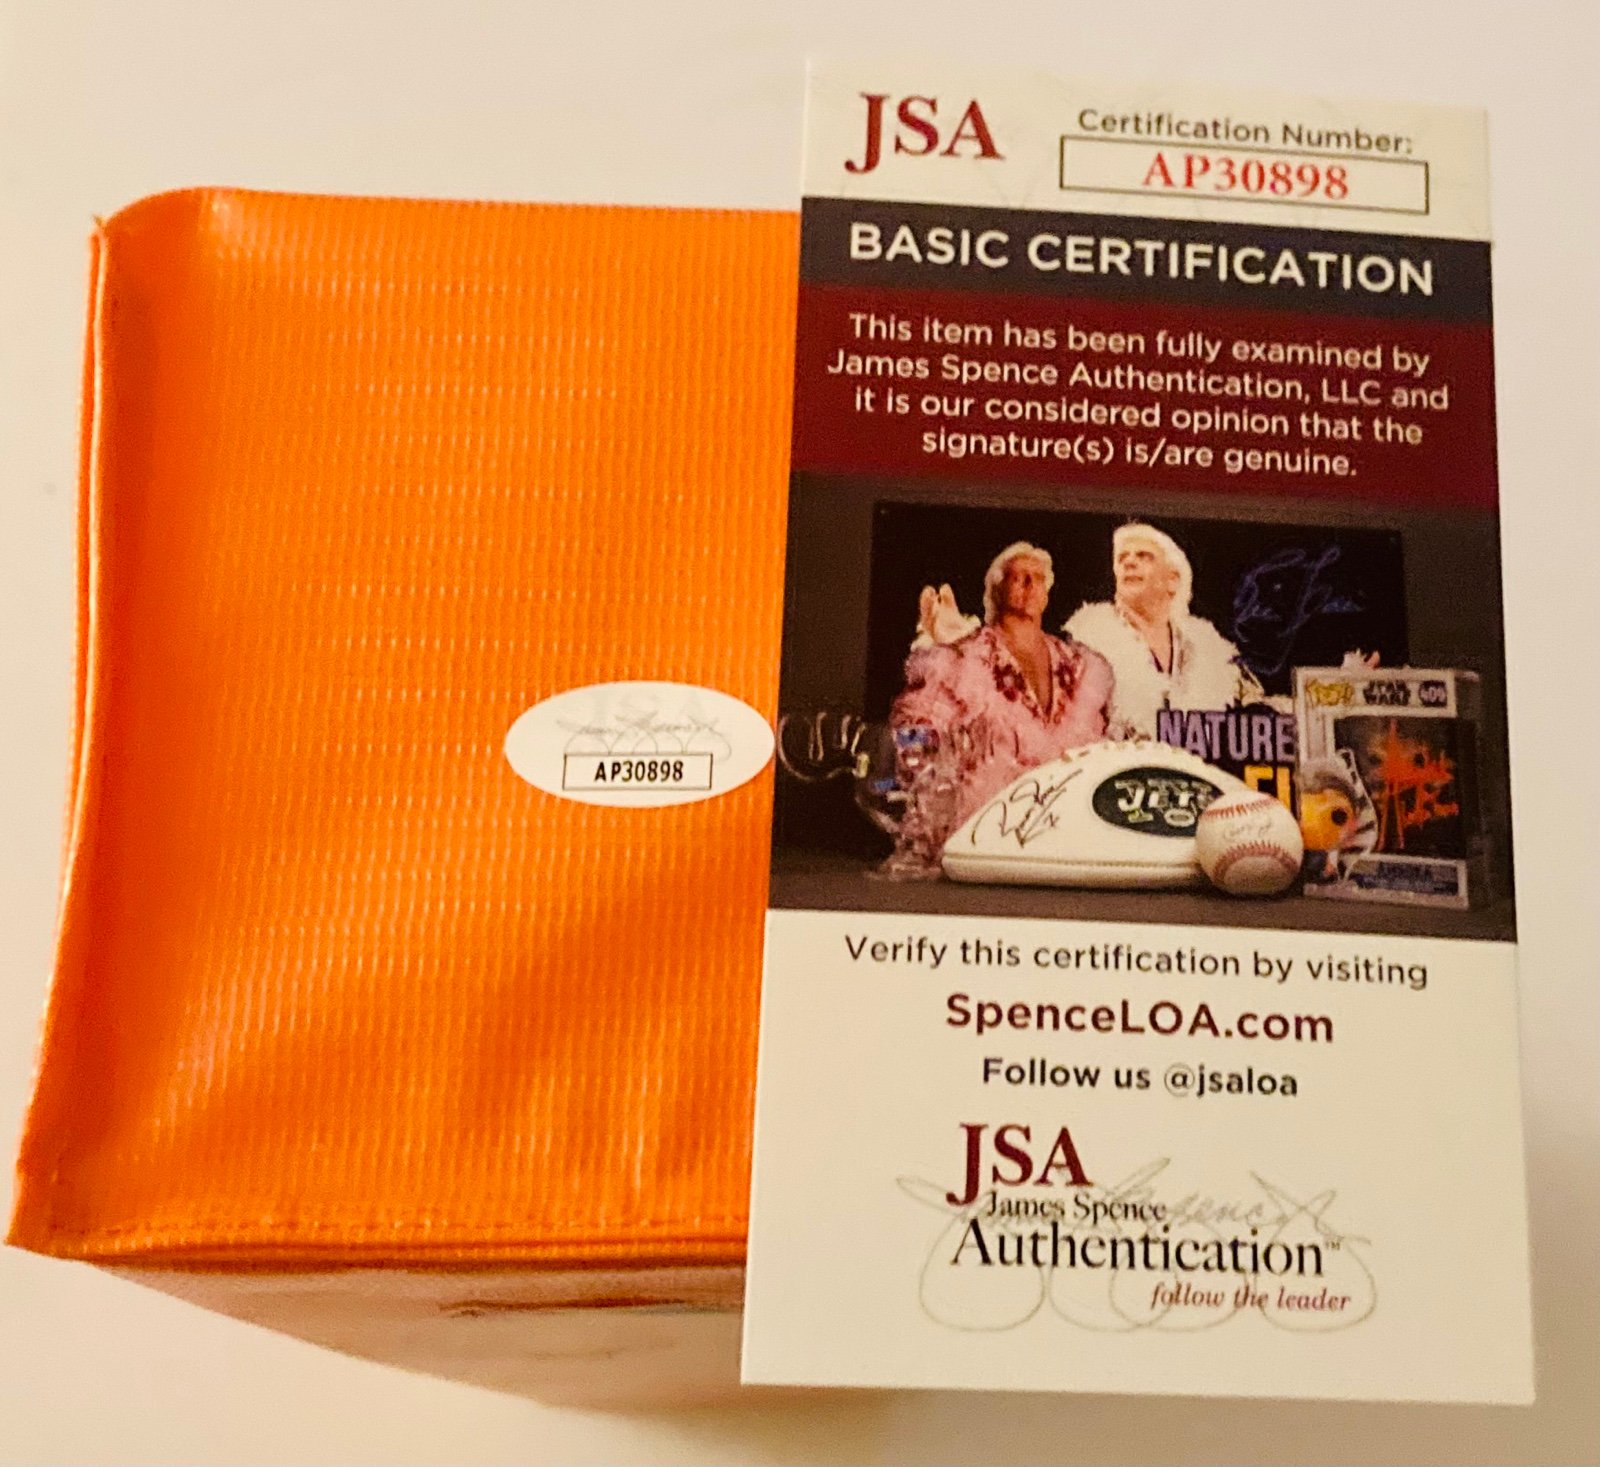 JSA
Certification Number:
AP30898
BASIC CERTIFICATION
This item has been fully examined by
James Spence Authentication, LLC and
it is our considered opinion that the
signature(s) is/are genuine.
STAR
WARS
409
NATURE
JETS
AP30898
Verify this certification by visiting
SpenceLOA.com
Follow us @jsaloa
JSA
James Spence
Authentication™
follow the leader